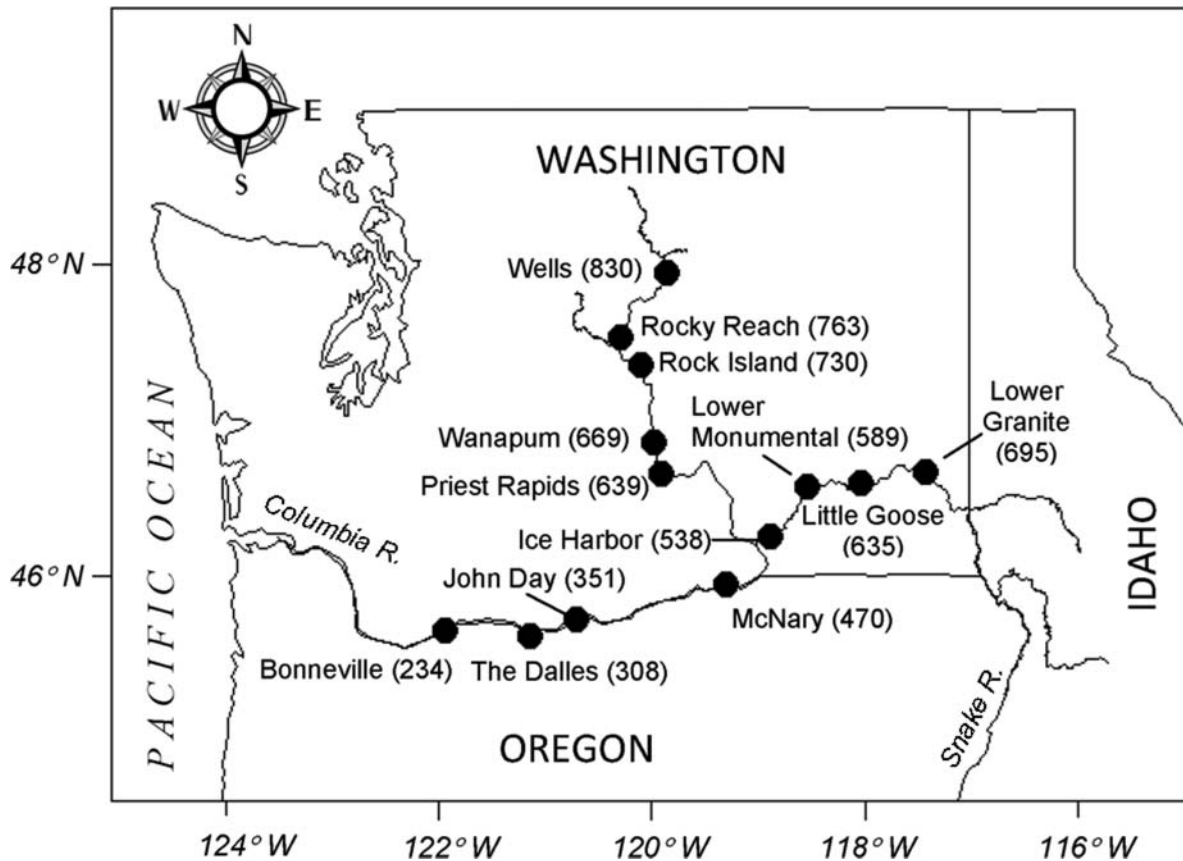 N
W
E
S
WASHINGTON
48°N
Wells (830)
Rocky Reach (763)
Rock Island (730)
Lower
Monumental (589)
Lower
Granite
(695)
Wanapum (669)
Priest Rapids (639)
PACIFIC OCEAN
Columbia R.
Ice Harbor (538)
Little Goose
(635)
IDAHO
46°N
John Day (351)
McNary (470)
Bonneville (234)
The Dalles (308)
Snake R.
OREGON
124°W
122°W
120°W
118°W
116°W